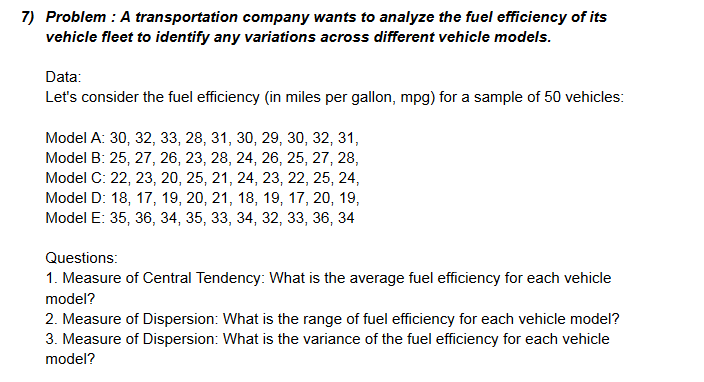 7) Problem : A transportation company wants to analyze the fuel efficiency of its
vehicle fleet to identify any variations across different vehicle models.
Data:
Let's consider the fuel efficiency (in miles per gallon, mpg) for a sample of 50 vehicles:
Model A: 30, 32, 33, 28, 31, 30, 29, 30, 32, 31,
Model B: 25, 27, 26, 23, 28, 24, 26, 25, 27, 28,
Model C: 22, 23, 20, 25, 21, 24, 23, 22, 25, 24,
Model D: 18, 17, 19, 20, 21, 18, 19, 17, 20, 19,
Model E: 35, 36, 34, 35, 33, 34, 32, 33, 36, 34
Questions:
1. Measure of Central Tendency: What is the average fuel efficiency for each vehicle
model?
2. Measure of Dispersion: What is the range of fuel efficiency for each vehicle model?
3. Measure of Dispersion: What is the variance of the fuel efficiency for each vehicle
model?